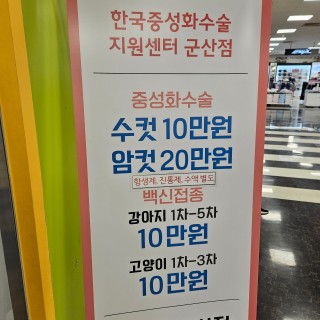 한국중성화수술
지원센터 군산점
중성화수술
수컷 10만원
암컷 20만원
항생제, 진통제, 수액 별도
백신접종
강아지 1차-5차
10만원
고양이 1차-3차
10만원